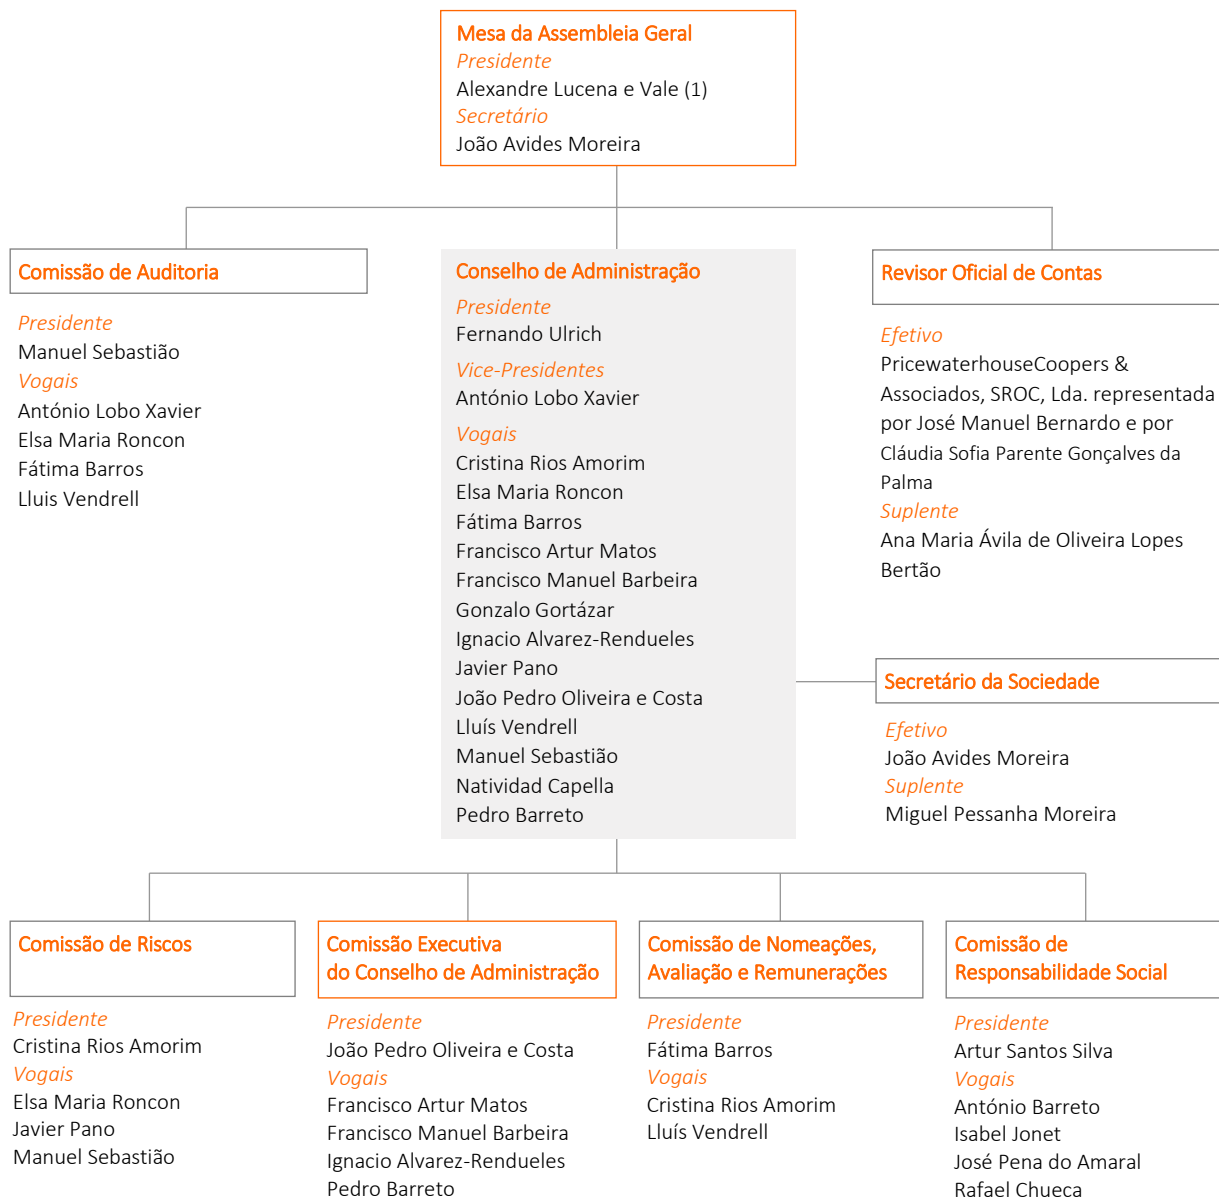 Mesa da Assembleia Geral
Presidente
Alexandre Lucena e Vale (1)
Secretário
João Avides Moreira
Comissão de Auditoria
Presidente
Manuel Sebastião
Vogais
António Lobo Xavier
Elsa Maria Roncon
Fátima Barros
Lluis Vendrell
Conselho de Administração
Presidente
Fernando Ulrich
Vice-Presidentes
António Lobo Xavier
Vogais
Cristina Rios Amorim
Elsa Maria Roncon
Fátima Barros
Francisco Artur Matos
Francisco Manuel Barbeira
Gonzalo Gortázar
Ignacio Alvarez-Rendueles
Javier Pano
João Pedro Oliveira e Costa
Lluís Vendrell
Manuel Sebastião
Natividad Capella
Pedro Barreto
Revisor Oficial de Contas
Efetivo
PricewaterhouseCoopers &
Associados, SROC, Lda. representada
por José Manuel Bernardo e por
Cláudia Sofia Parente Gonçalves da
Palma
Suplente
Ana Maria Ávila de Oliveira Lopes
Bertão
Secretário da Sociedade
Efetivo
João Avides Moreira
Suplente
Miguel Pessanha Moreira
Comissão de Riscos
Presidente
Cristina Rios Amorim
Vogais
Elsa Maria Roncon
Javier Pano
Manuel Sebastião
Comissão Executiva
do Conselho de Administração
Presidente
João Pedro Oliveira e Costa
Vogais
Francisco Artur Matos
Francisco Manuel Barbeira
Ignacio Alvarez-Rendueles
Pedro Barreto
Comissão de Nomeações,
Avaliação e Remunerações
Presidente
Fátima Barros
Vogais
Cristina Rios Amorim
Lluís Vendrell
Comissão de
Responsabilidade Social
Presidente
Artur Santos Silva
Vogais
António Barreto
Isabel Jonet
José Pena do Amaral
Rafael Chueca